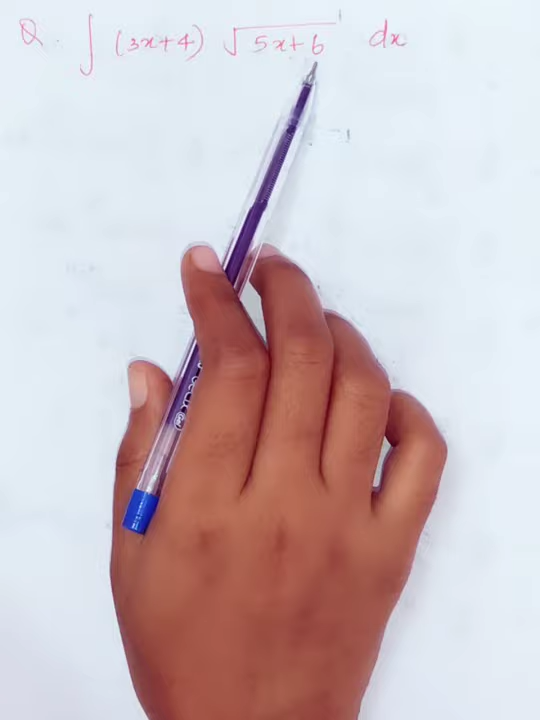 Q. ∫ (3x+4) √(5x+6) dx